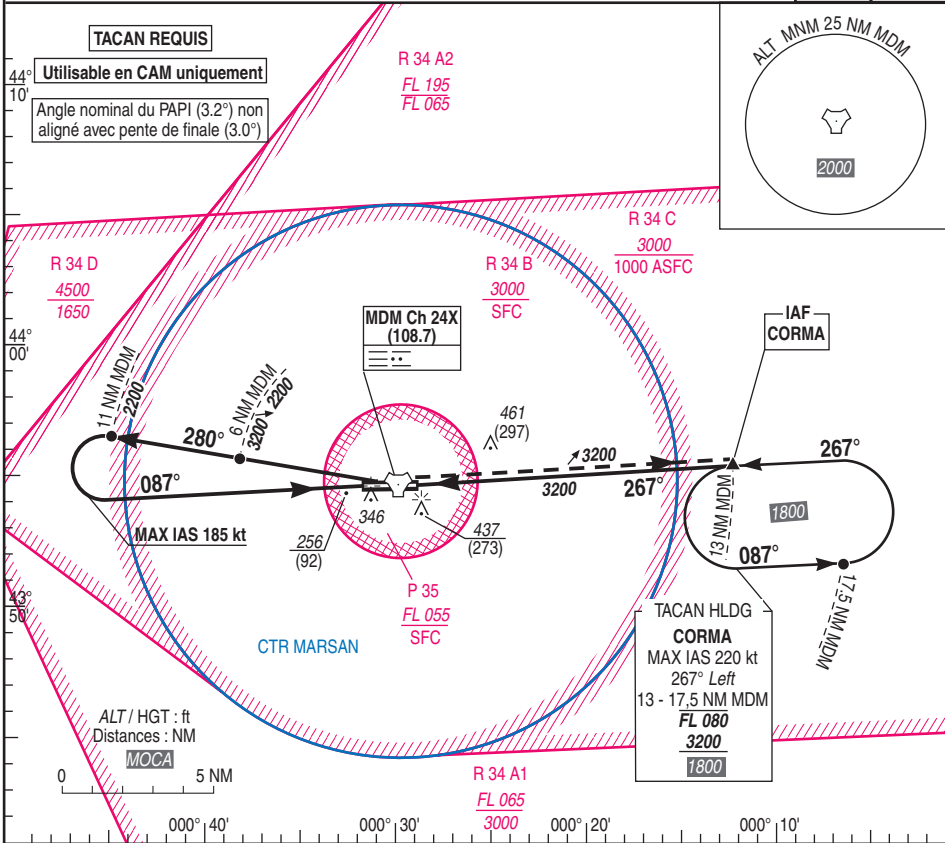 TACAN REQUIS
Utilisable en CAM uniquement
Angle nominal du PAPI (3.2°) non
aligné avec pente de finale (3.0°)
44°
10'
R 34 A2
FL 195
FL 065
ALT MNM 25 NM MDM
2000
R 34 D
4500
1650
R 34 B
3000
SFC
R 34 C
3000
1000 ASFC
44°
00'
MDM Ch 24X
(108.7)
IAF
CORMA
11 NM MDM
2200
6 NM MDM
3200 2200
280°
087°
MAX IAS 185 kt
461
(297)
3200
3200
267°
267°
13 NM MDM
1800
087°
17,5 NM MDM
346
256
(92)
437
(273)
43°
50'
P 35
FL 055
SFC
CTR MARSAN
TACAN HLDG
CORMA
MAX IAS 220 kt
267° Left
13 - 17,5 NM MDM
FL 080
3200
1800
ALT / HGT : ft
Distances : NM
MOCA
0 5 NM
R 34 A1
FL 065
3000
000° 40' 000° 30' 000° 20' 000° 10'